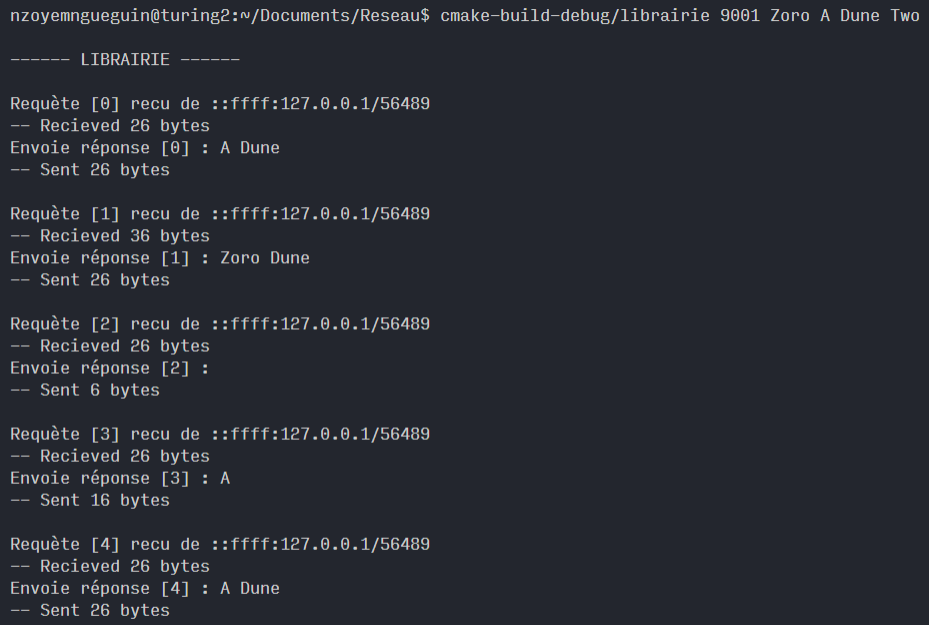 nzoyemngueguin@turing2:~/Documents/Reseau$ cmake-build-debug/librairie 9001 Zoro A Dune Two
------ LIBRAIRIE ------
Requète [0] recu de ::ffff:127.0.0.1/56489
-- Recieved 26 bytes
Envoie réponse [0] : A Dune
-- Sent 26 bytes
Requète [1] recu de ::ffff:127.0.0.1/56489
-- Recieved 36 bytes
Envoie réponse [1] : Zoro Dune
-- Sent 26 bytes
Requète [2] recu de ::ffff:127.0.0.1/56489
-- Recieved 26 bytes
Envoie réponse [2] :
-- Sent 6 bytes
Requète [3] recu de ::ffff:127.0.0.1/56489
-- Recieved 26 bytes
Envoie réponse [3] : A
-- Sent 16 bytes
Requète [4] recu de ::ffff:127.0.0.1/56489
-- Recieved 26 bytes
Envoie réponse [4] : A Dune
-- Sent 26 bytes